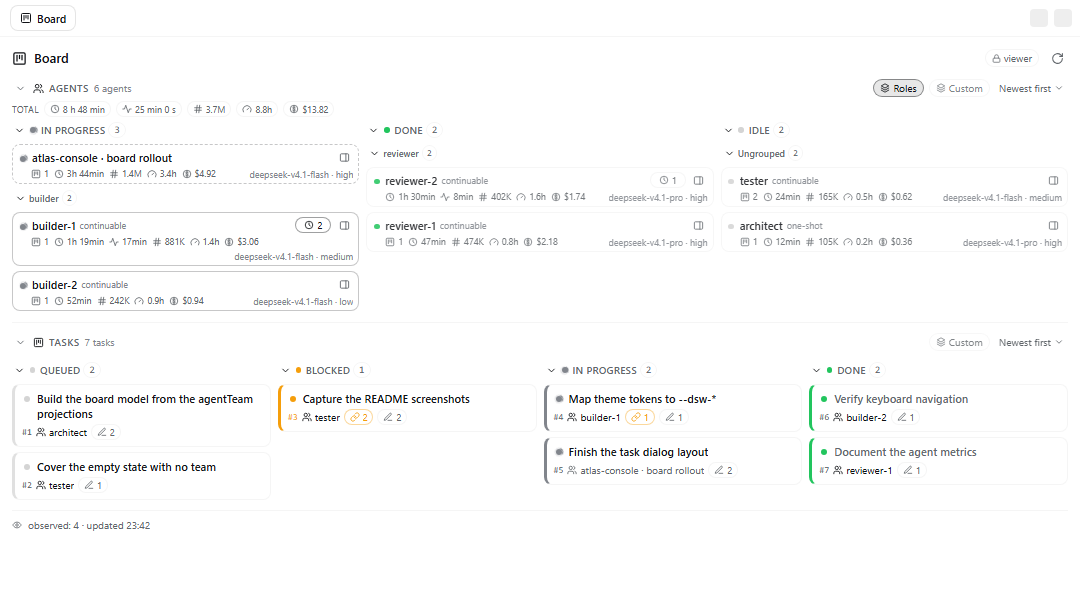 Board
Board
viewer
AGENTS 6 agents
Roles Custom Newest first
TOTAL 8 h 48 min 25 min 0 s 3.7M 8.8h $13.82
IN PROGRESS 3
atlas-console · board rollout
1 3h 44min 1.4M 3.4h $4.92 deepseek-v4.1-flash · high
builder 2
builder-1 continuable 2
1 1h 19min 17min 881K 1.4h $3.06
deepseek-v4.1-flash · medium
builder-2 continuable
1 52min 242K 0.9h $0.94 deepseek-v4.1-flash · low
DONE 2
reviewer 2
reviewer-2 continuable 1
1h 30min 8min 402K 1.6h $1.74 deepseek-v4.1-pro · high
reviewer-1 continuable
1 47min 474K 0.8h $2.18 deepseek-v4.1-pro · high
IDLE 2
Ungrouped 2
tester continuable
2 24min 165K 0.5h $0.62 deepseek-v4.1-flash · medium
architect one-shot
1 12min 105K 0.2h $0.36 deepseek-v4.1-pro · high
TASKS 7 tasks
Custom Newest first
QUEUED 2
Build the board model from the agentTeam
projections
#1 architect 2
Cover the empty state with no team
#2 tester 1
BLOCKED 1
Capture the README screenshots
#3 tester 2 2
IN PROGRESS 2
Map theme tokens to --dsw-*
#4 builder-1 1 1
Finish the task dialog layout
#5 atlas-console · board rollout 2
DONE 2
Verify keyboard navigation
#6 builder-2 1
Document the agent metrics
#7 reviewer-1 1
observed: 4 · updated 23:42